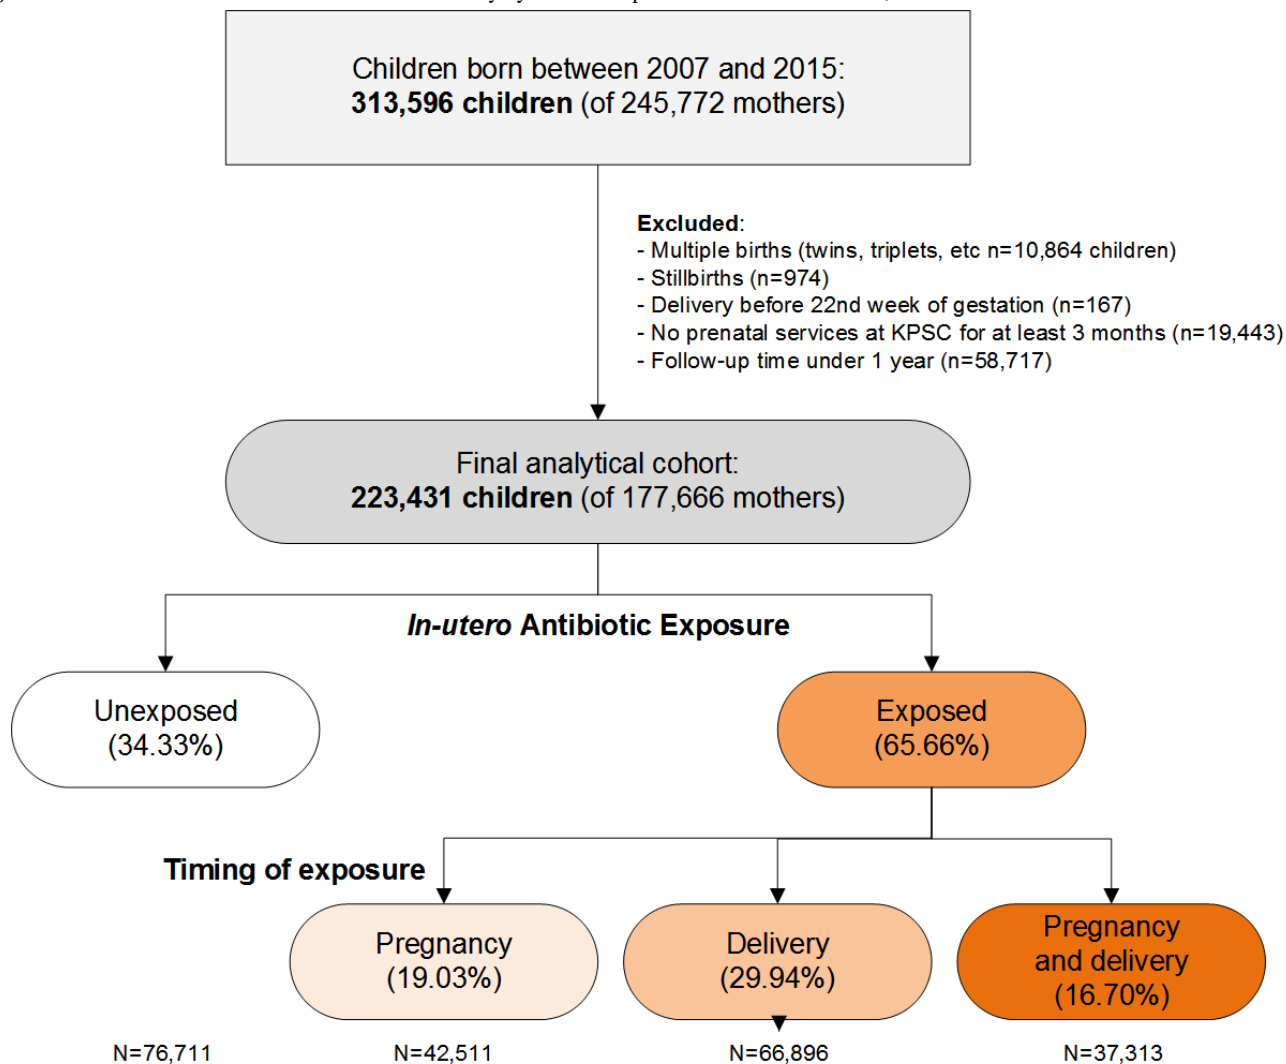 Children born between 2007 and 2015:
313,596 children (of 245,772 mothers)
Excluded:
- Multiple births (twins, triplets, etc n=10,864 children)
- Stillbirths (n=974)
- Delivery before 22nd week of gestation (n=167)
- No prenatal services at KPSC for at least 3 months (n=19,443)
- Follow-up time under 1 year (n=58,717)
Final analytical cohort:
223,431 children (of 177,666 mothers)
In-utero Antibiotic Exposure
Unexposed
(34.33%)
Exposed
(65.66%)
Timing of exposure
Pregnancy
(19.03%)
Delivery
(29.94%)
Pregnancy
and delivery
(16.70%)
N=76,711
N=42,511
N=66,896
N=37,313